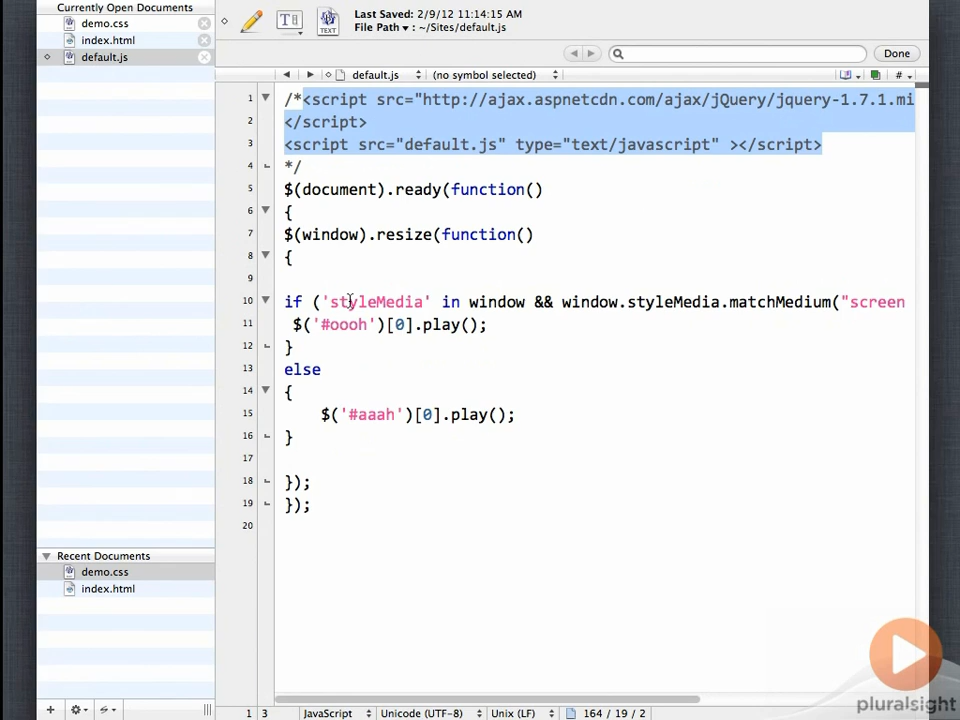 Currently Open Documents
demo.css
index.html
default.js
Last Saved: 2/9/12 11:14:15 AM
File Path ▾ : ~/Sites/default.js
TEXT
T
Done
default.js
(no symbol selected)
#
1 /*<script src="http://ajax.aspnetcdn.com/ajax/jQuery/jquery-1.7.1.mi
2 </script>
3 <script src="default.js" type="text/javascript" ></script>
4 */
5 $(document).ready(function()
6 {
7 $(window).resize(function()
8 {
9
10 if ('styleMedia' in window && window.styleMedia.matchMedium("screen
11 $('#oooh')[0].play();
12 }
13 else
14 {
15 $('#aaah')[0].play();
16 }
17
18 });
19 });
20
Recent Documents
demo.css
index.html
1 3 JavaScript Unicode (UTF-8) Unix (LF) 164 / 19 / 2
pluralsight